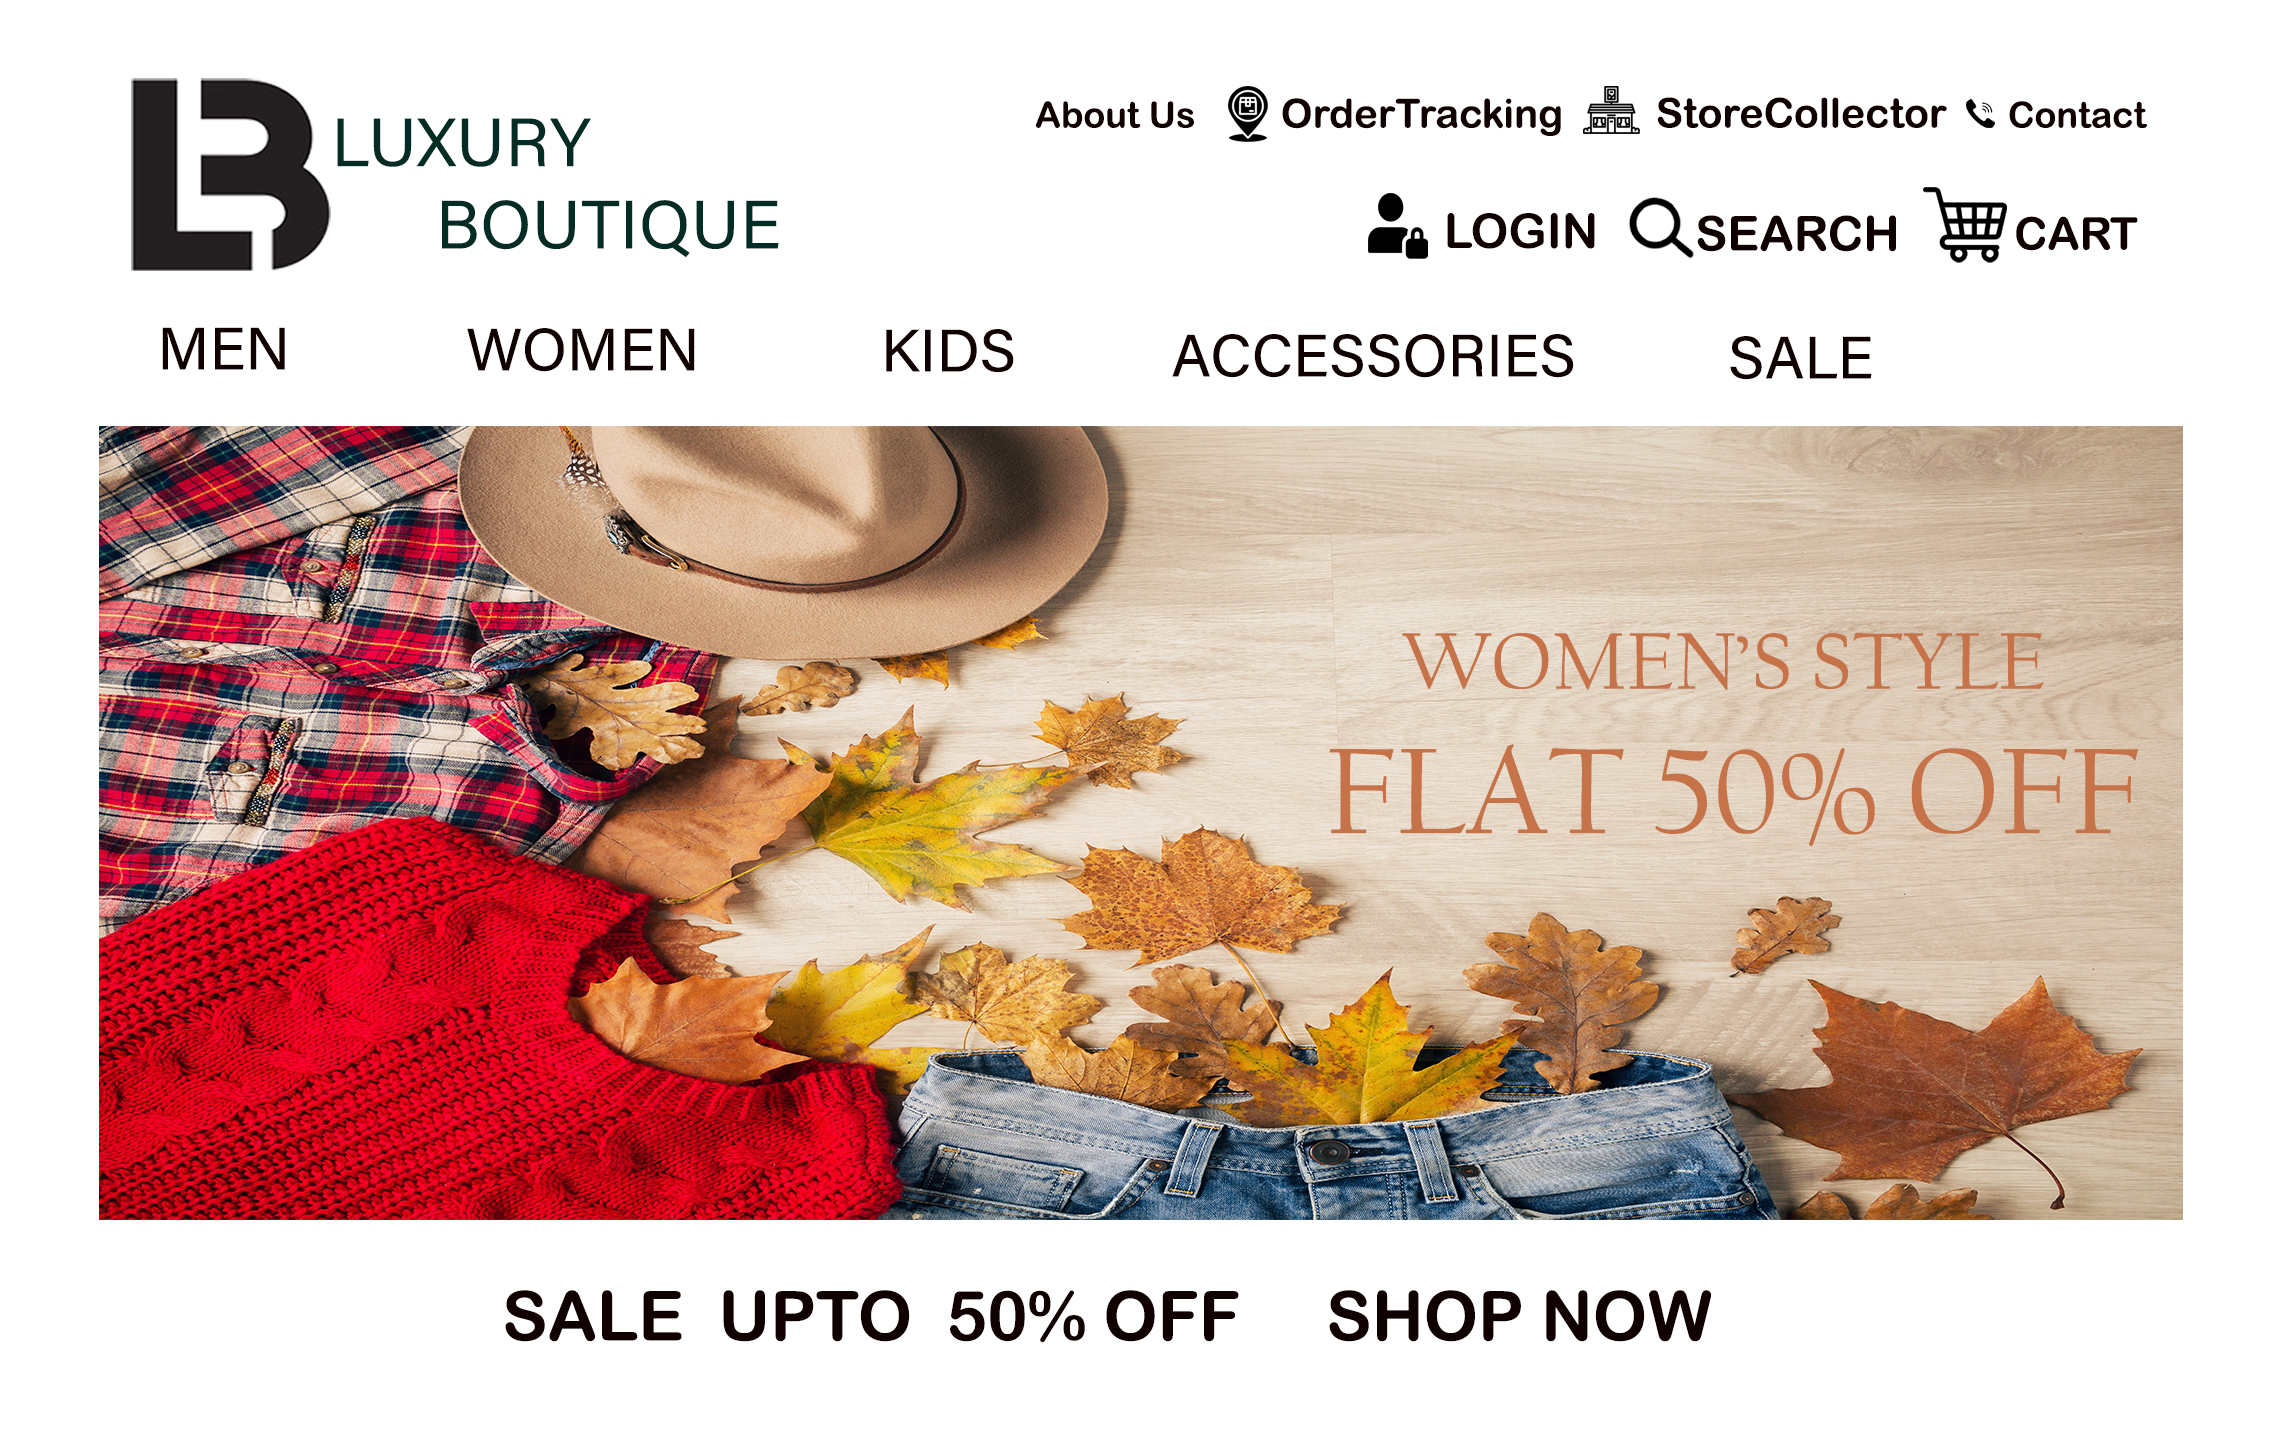 LB
LUXURY
BOUTIQUE
About Us OrderTracking StoreCollector Contact
LOGIN SEARCH CART
MEN WOMEN KIDS ACCESSORIES SALE
WOMEN’S STYLE
FLAT 50% OFF
SALE UPTO 50% OFF SHOP NOW